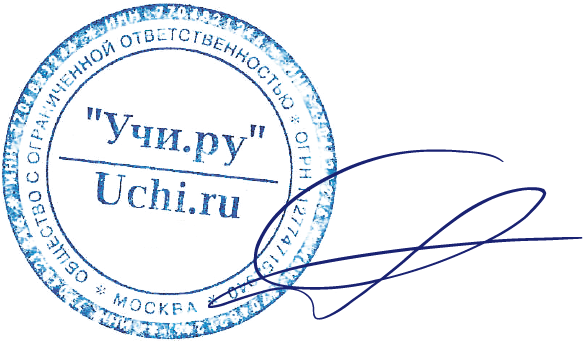 ОБЩЕСТВО С ОГРАНИЧЕННОЙ ОТВЕТСТВЕННОСТЬЮ * ОГРН
* МОСКВА *
"Учи.ру"
Uchi.ru